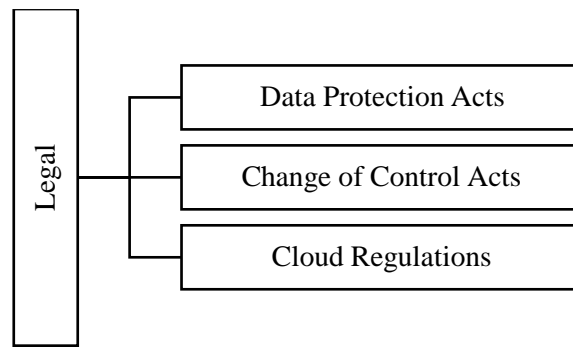 Legal
Data Protection Acts
Change of Control Acts
Cloud Regulations